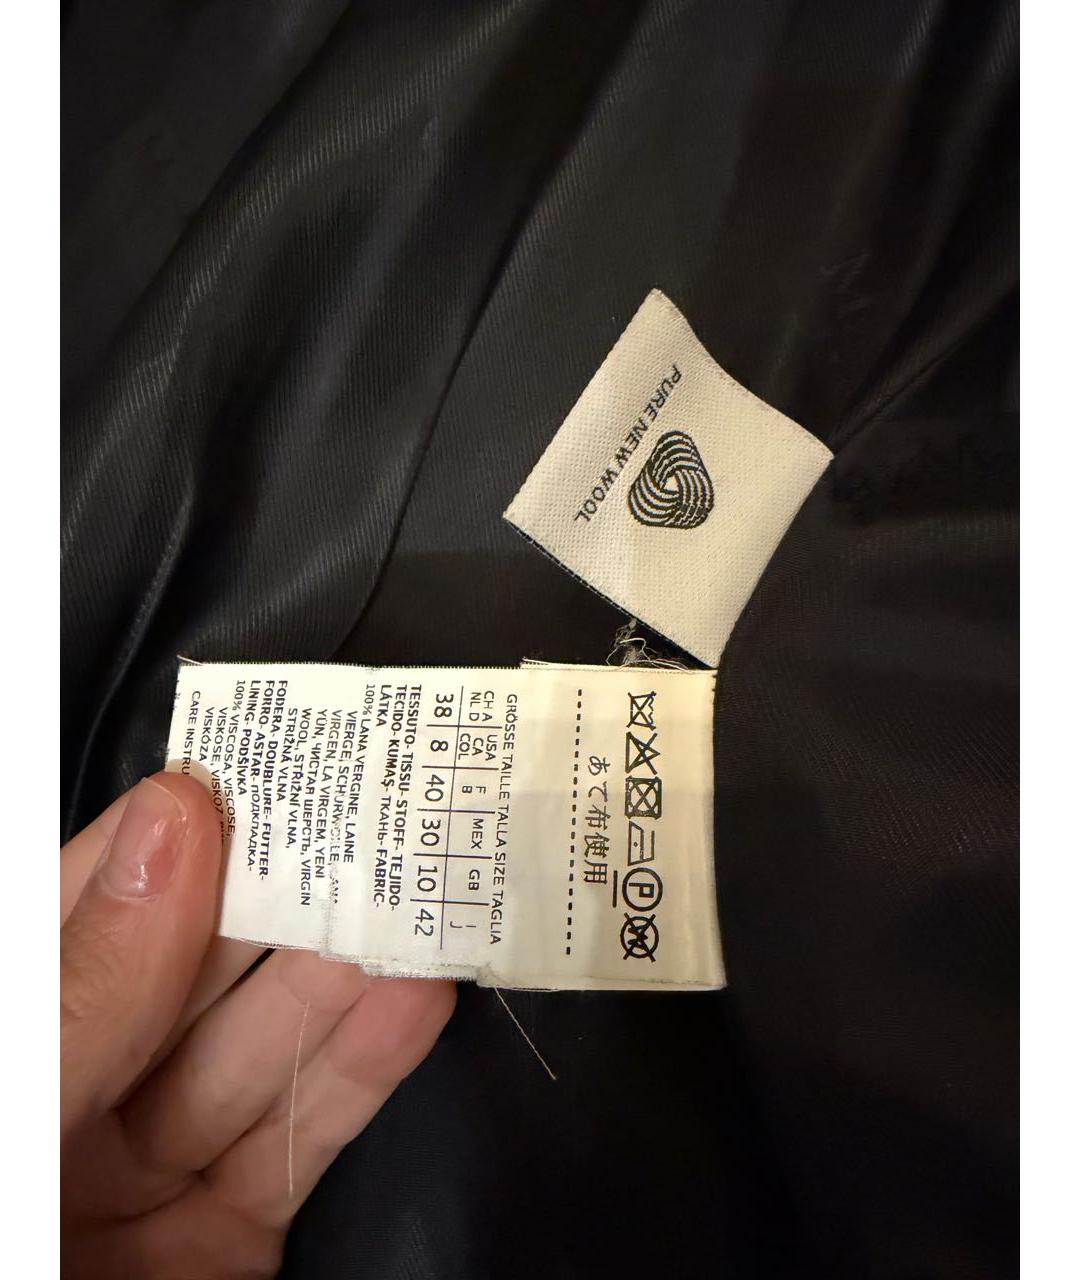 PURE NEW WOOL
あて布使用
P
W
GRÖSSE TAILLE TALLA SIZE TAGLIA
CH A USA F MEX GB I
NL D CA B J
COL
38 8 40 30 10 42
TESSUTO- TISSU- STOFF- TEJIDO-
TECIDO- KUMAŞ- ТКАНЬ- FABRIC-
LÁTKA
100% LANA VERGINE, LAINE
VIERGE, LANA
VIRGEN, LA VIRGEM, YENI
YÜN, ЧИСТАЯ ШЕРСТЬ, VIRGIN
WOOL, STŘIŽNÍ VLNA,
STRIŽNÁ VLNA
FODERA- DOUBLURE- FUTTER-
FORRO- ASTAR- ПОДКЛАДКА-
LINING- PODŠÍVKA
100% VISCOSA, VISCOSE,
VISKOSE,
VISKÓZA
CARE INSTRU